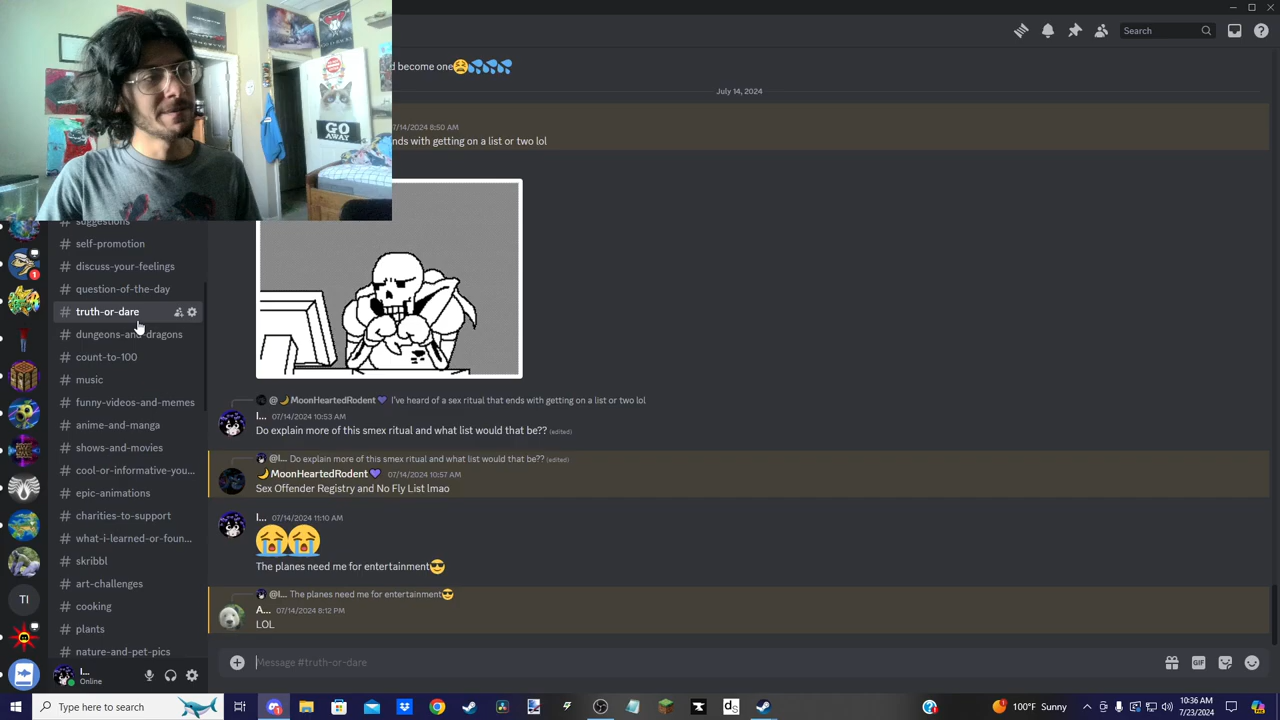 Search
d become one😩💦💦💦💦
July 14, 2024
7/14/2024 8:50 AM
nds with getting on a list or two lol
GO
AWAY
suggestions
self-promotion
discuss-your-feelings
question-of-the-day
truth-or-dare
dungeons-and-dragons
count-to-100
music
funny-videos-and-memes
anime-and-manga
shows-and-movies
cool-or-informative-you...
epic-animations
charities-to-support
what-i-learned-or-foun...
skribbl
art-challenges
cooking
plants
nature-and-pet-pics
TI
1
I...
Online
@🌙MoonHeartedRodent💜 I've heard of a sex ritual that ends with getting on a list or two lol
I... 07/14/2024 10:53 AM
Do explain more of this smex ritual and what list would that be?? (edited)
@I... Do explain more of this smex ritual and what list would that be?? (edited)
🌙MoonHeartedRodent💜 07/14/2024 10:57 AM
Sex Offender Registry and No Fly List lmao
I... 07/14/2024 11:10 AM
😭😭
The planes need me for entertainment😎
@I... The planes need me for entertainment😎
A... 07/14/2024 8:12 PM
LOL
Message #truth-or-dare
GIF
Type here to search
ds
100°F Sunny
10:36 AM
7/23/2024